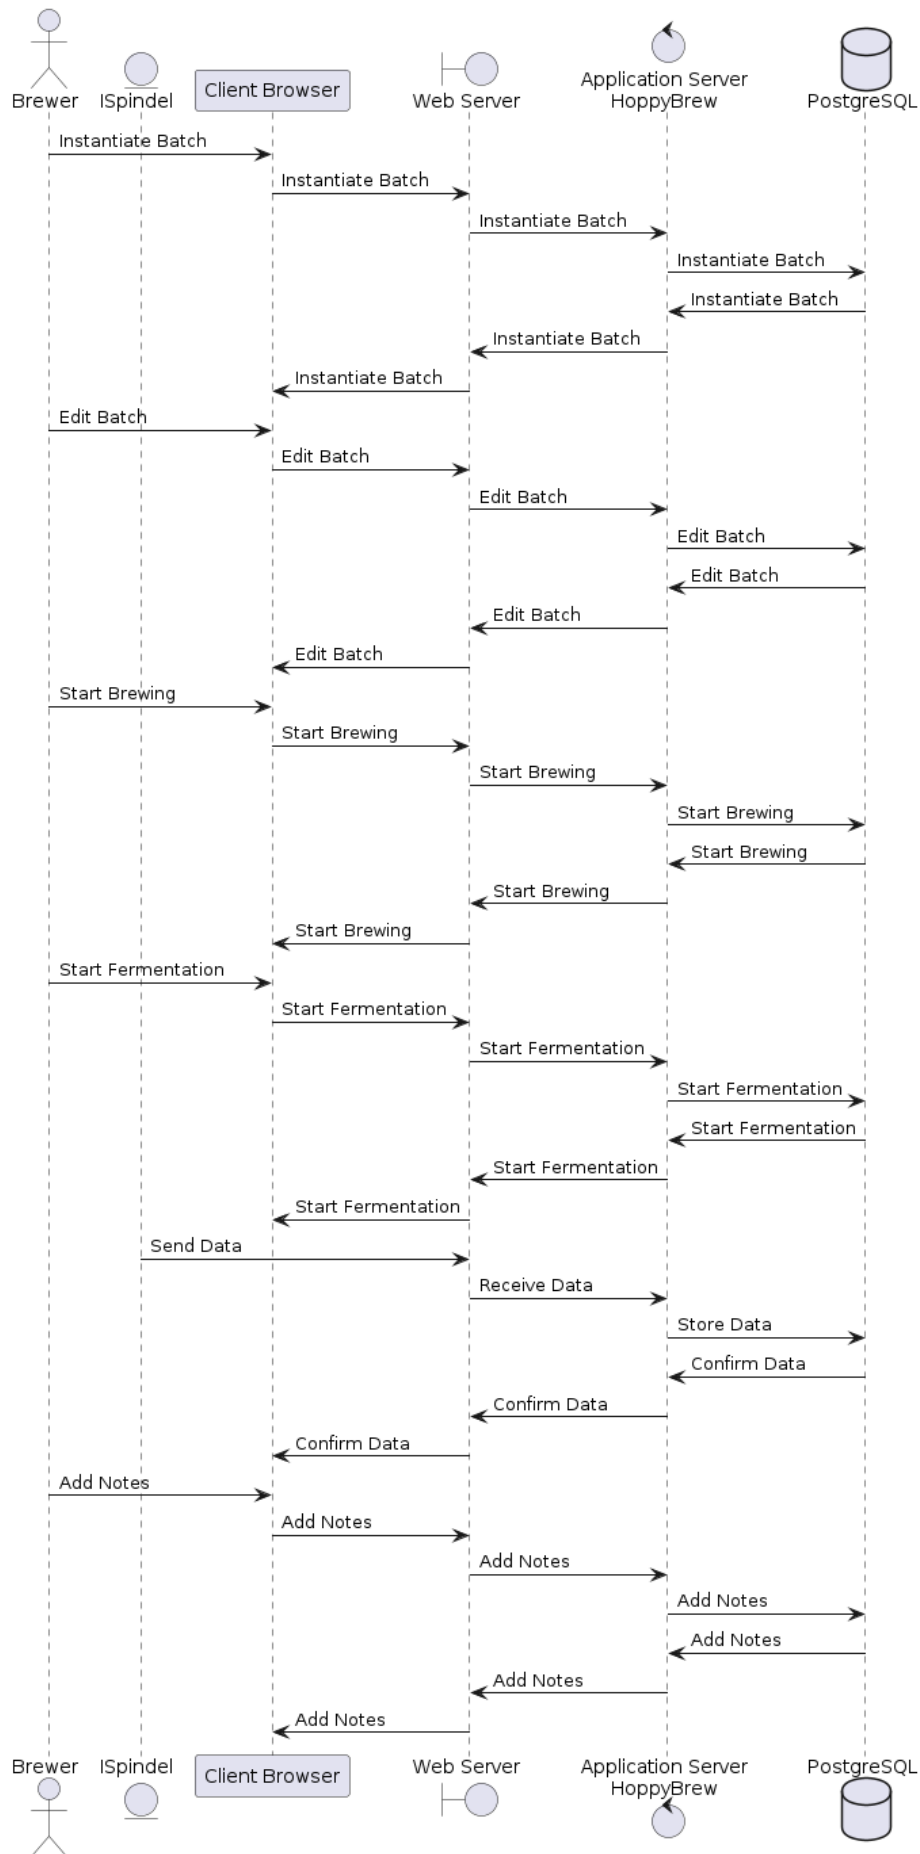 Application Server
Brewer ISpindel Client Browser Web Server HoppyBrew PostgreSQL
Instantiate Batch
Instantiate Batch
Instantiate Batch
Instantiate Batch
Instantiate Batch
Instantiate Batch
Instantiate Batch
Edit Batch
Edit Batch
Edit Batch
Edit Batch
Edit Batch
Edit Batch
Edit Batch
Start Brewing
Start Brewing
Start Brewing
Start Brewing
Start Brewing
Start Brewing
Start Brewing
Start Fermentation
Start Fermentation
Start Fermentation
Start Fermentation
Start Fermentation
Start Fermentation
Start Fermentation
Send Data
Receive Data
Store Data
Confirm Data
Confirm Data
Confirm Data
Add Notes
Add Notes
Add Notes
Add Notes
Add Notes
Add Notes
Add Notes
Brewer ISpindel Client Browser Web Server Application Server PostgreSQL
HoppyBrew